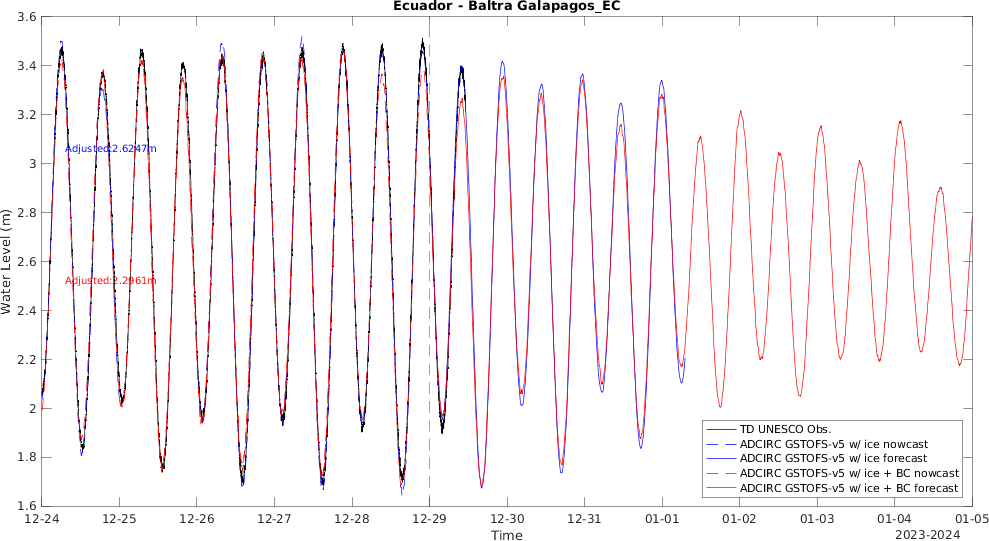 Ecuador - Baltra Galapagos_EC
3.6
3.4
3.2
3
2.8
2.6
2.4
2.2
2
1.8
1.6
Water Level (m)
Adjusted:2.6247m
Adjusted:2.2961m
TD UNESCO Obs.
ADCIRC GSTOFS-v5 w/ ice nowcast
ADCIRC GSTOFS-v5 w/ ice forecast
ADCIRC GSTOFS-v5 w/ ice + BC nowcast
ADCIRC GSTOFS-v5 w/ ice + BC forecast
12-24 12-25 12-26 12-27 12-28 12-29 12-30 12-31 01-01 01-02 01-03 01-04 01-05
Time
2023-2024